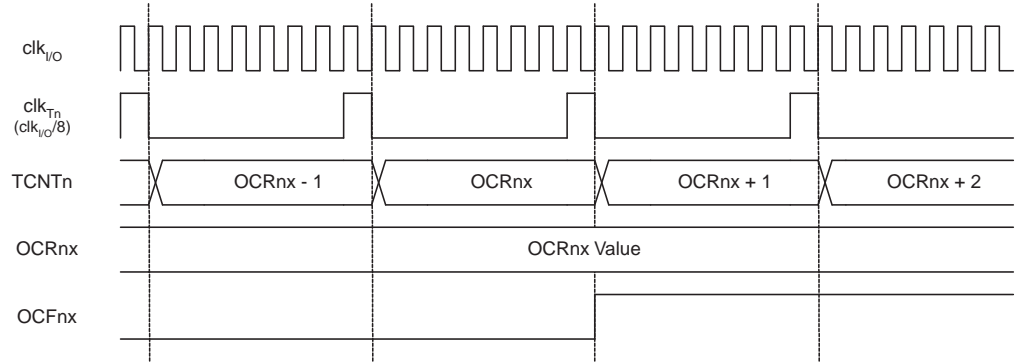 clkI/O
clkTn
(clkI/O/8)
TCNTn OCRnx - 1 OCRnx OCRnx + 1 OCRnx + 2
OCRnx OCRnx Value
OCFnx